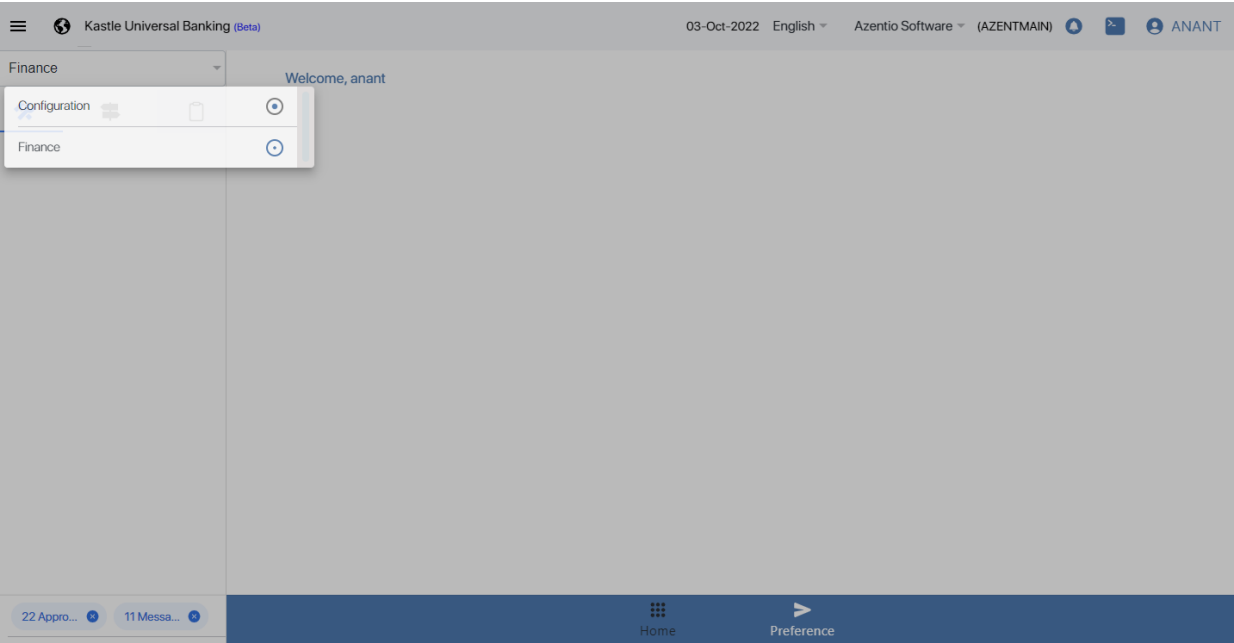 Kastle Universal Banking (Beta) 03-Oct-2022 English Azentio Software (AZENTMAIN) ANANT
Finance
Welcome, anant
Configuration
Finance
22 Appro... 11 Messa...
Home Preference